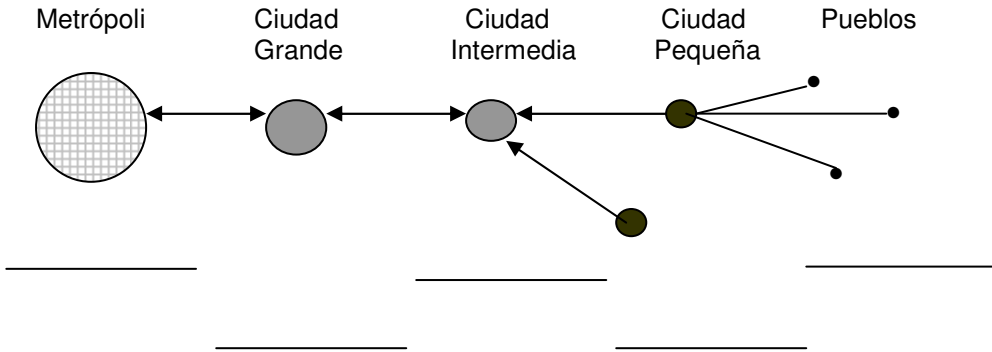 Metrópoli
Ciudad
Grande
Ciudad
Intermedia
Ciudad
Pequeña
Pueblos